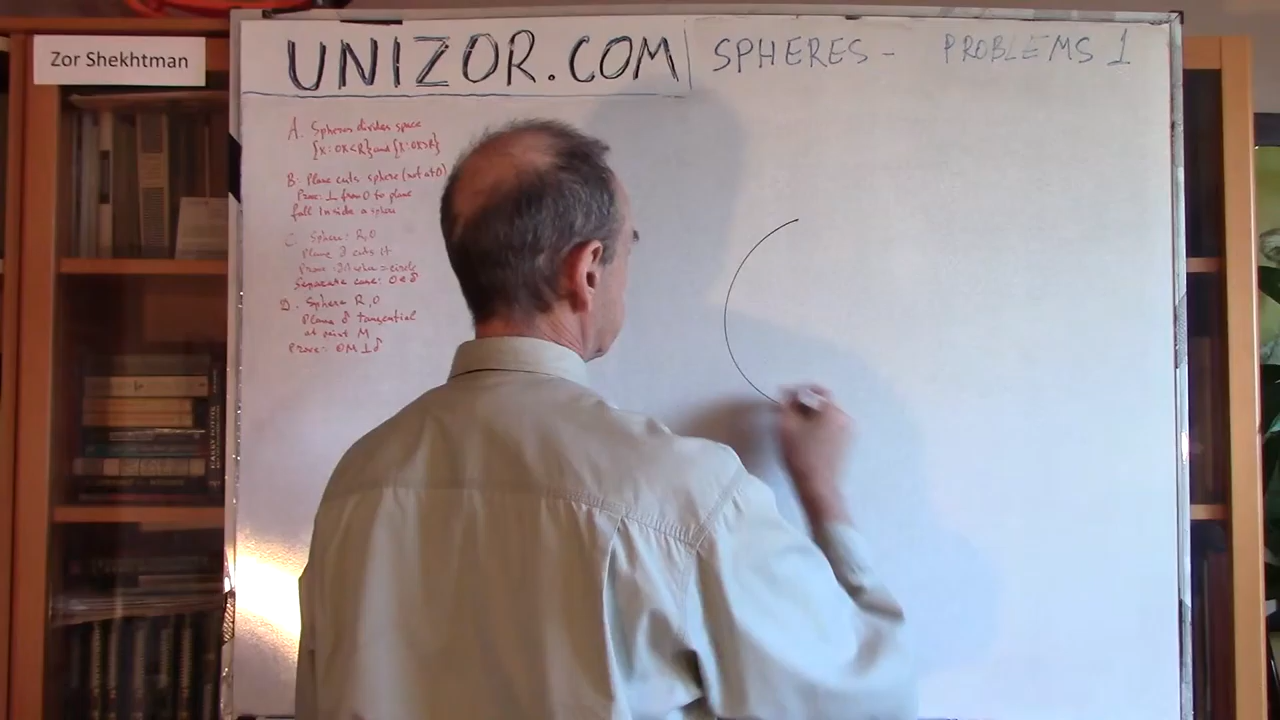 Zor Shekhtman
UNIZOR.COM
SPHERES - PROBLEMS 1
A. Spheres divides space
{X: OX<R} and {X: OX>R}
B. Plane cuts sphere (not at O)
Prove: ⊥ from O to plane
fall inside a sphere
C. Sphere: R,O
Plane δ cuts it
Prove: = circle
Separate case: O∈δ
D. Sphere R,O
Plane δ tangential
at point M
Prove: OM⊥δ